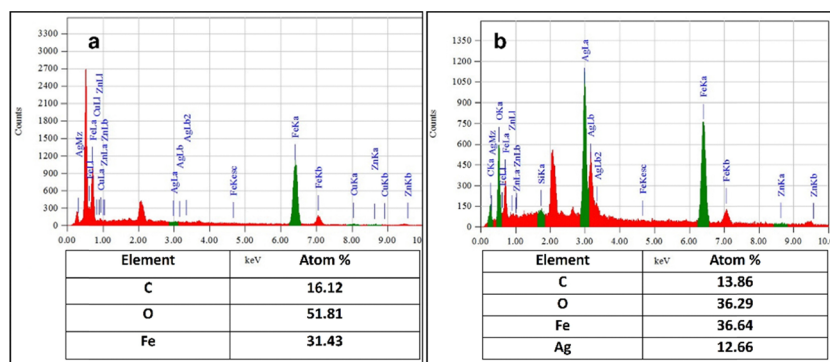 a
3300
3000
2700
2400
2100
1800
1500
1200
900
600
300
0
Counts
AgMz
FeLl
FeLa
CuLl
ZnLl
CuLa
ZnLa
ZnLb
AgLa
AgLb
AgLb2
FeKesc
FeKa
FeKb
CuKa
ZnKa
CuKb
ZnKb
0.00 1.00 2.00 3.00 4.00 5.00 6.00 7.00 8.00 9.00 10.0
Element keV Atom %
C 16.12
O 51.81
Fe 31.43
b
1350
1200
1050
900
750
600
450
300
150
0
Counts
CKa
AgMz
OKa
FeLl
FeLa
ZnLl
ZnLa
ZnLb
SiKa
AgLa
AgLb
AgLb2
FeKesc
FeKa
FeKb
ZnKa
ZnKb
0.00 1.00 2.00 3.00 4.00 5.00 6.00 7.00 8.00 9.00 10.0
Element keV Atom %
C 13.86
O 36.29
Fe 36.64
Ag 12.66